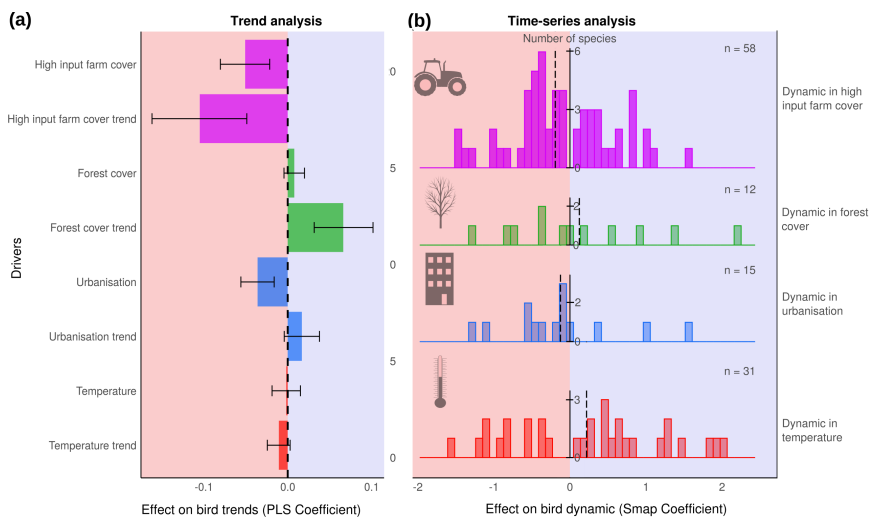 (a)
Trend analysis
Drivers
High input farm cover
High input farm cover trend
Forest cover
Forest cover trend
Urbanisation
Urbanisation trend
Temperature
Temperature trend
-0.1
0.0
0.1
Effect on bird trends (PLS Coefficient)
0
5
0
5
0
(b)
Time-series analysis
Number of species
n = 58
6
3
0
Dynamic in high
input farm cover
n = 12
2
0
Dynamic in forest
cover
n = 15
2
0
Dynamic in
urbanisation
n = 31
3
0
Dynamic in
temperature
-2
-1
0
1
2
Effect on bird dynamic (Smap Coefficient)